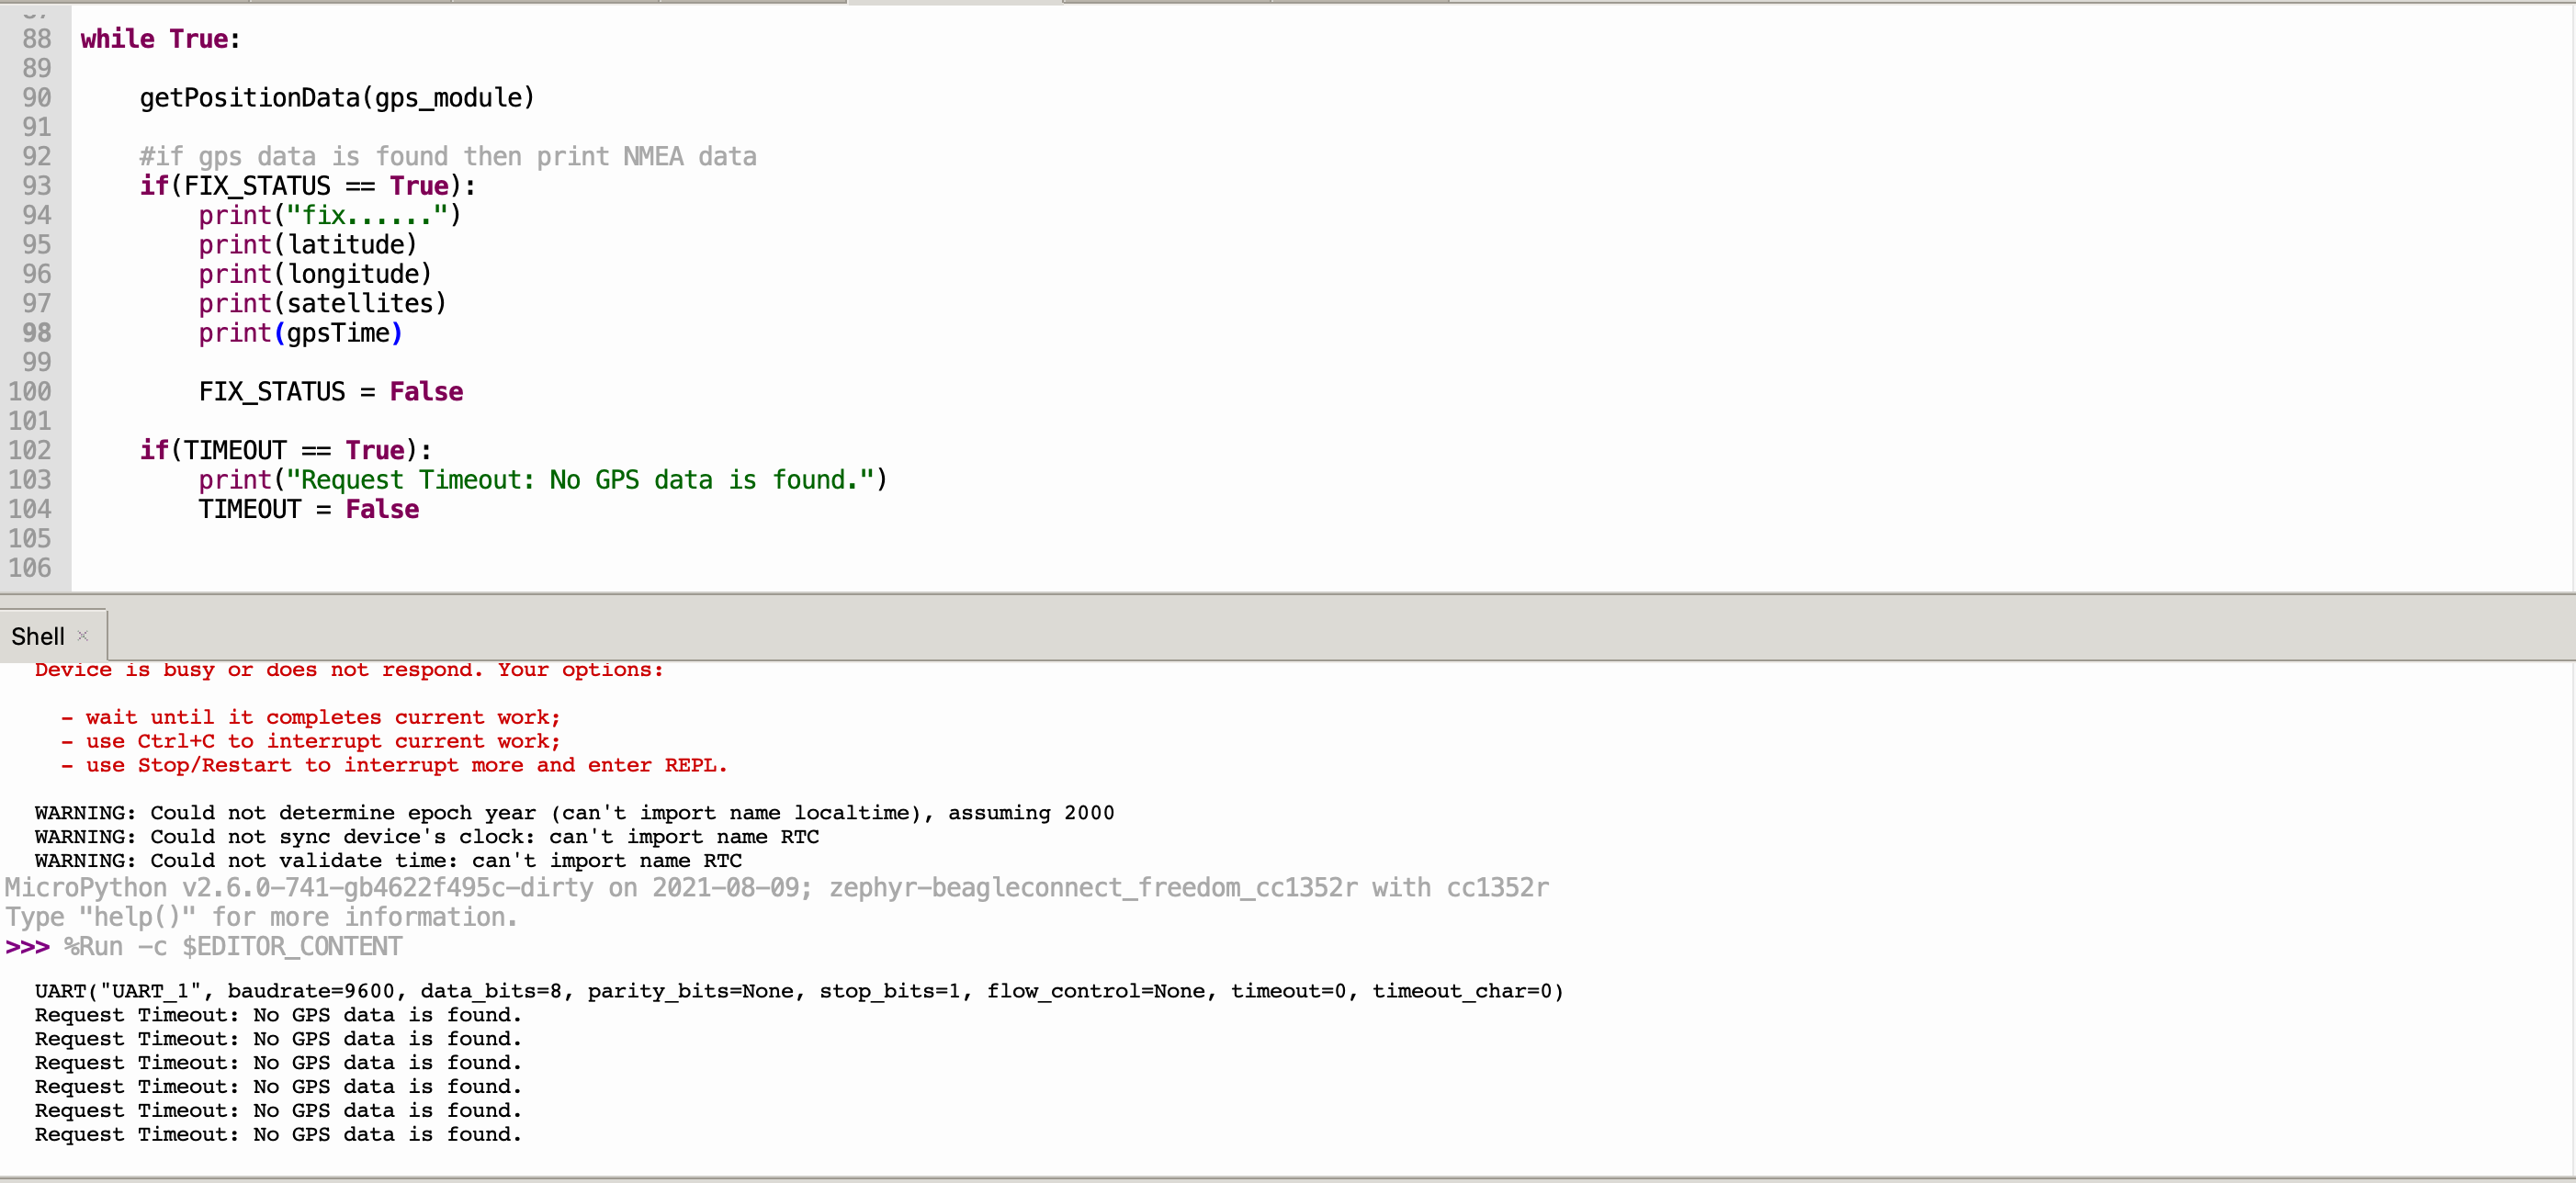 88 while True:
89
90 getPositionData(gps_module)
91
92 #if gps data is found then print NMEA data
93 if(FIX_STATUS == True):
94 print("fix......")
95 print(latitude)
96 print(longitude)
97 print(satellites)
98 print(gpsTime)
99
100 FIX_STATUS = False
101
102 if(TIMEOUT == True):
103 print("Request Timeout: No GPS data is found.")
104 TIMEOUT = False
105
106
Shell ×
Device is busy or does not respond. Your options:
- wait until it completes current work;
- use Ctrl+C to interrupt current work;
- use Stop/Restart to interrupt more and enter REPL.
WARNING: Could not determine epoch year (can't import name localtime), assuming 2000
WARNING: Could not sync device's clock: can't import name RTC
WARNING: Could not validate time: can't import name RTC
MicroPython v2.6.0-741-gb4622f495c-dirty on 2021-08-09; zephyr-beagleconnect_freedom_cc1352r with cc1352r
Type "help()" for more information.
>>> %Run -c $EDITOR_CONTENT
UART("UART_1", baudrate=9600, data_bits=8, parity_bits=None, stop_bits=1, flow_control=None, timeout=0, timeout_char=0)
Request Timeout: No GPS data is found.
Request Timeout: No GPS data is found.
Request Timeout: No GPS data is found.
Request Timeout: No GPS data is found.
Request Timeout: No GPS data is found.
Request Timeout: No GPS data is found.